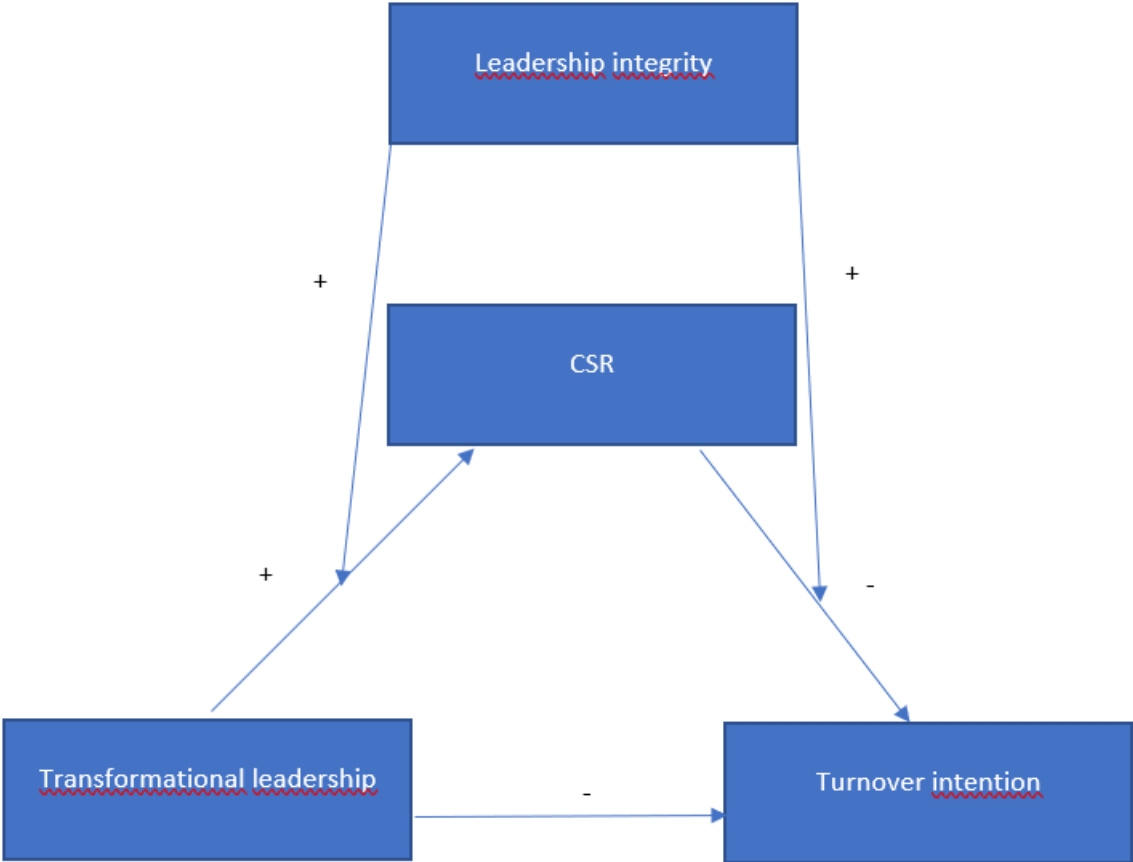 Leadership integrity
+
+
CSR
+
-
Transformational leadership
-
Turnover intention